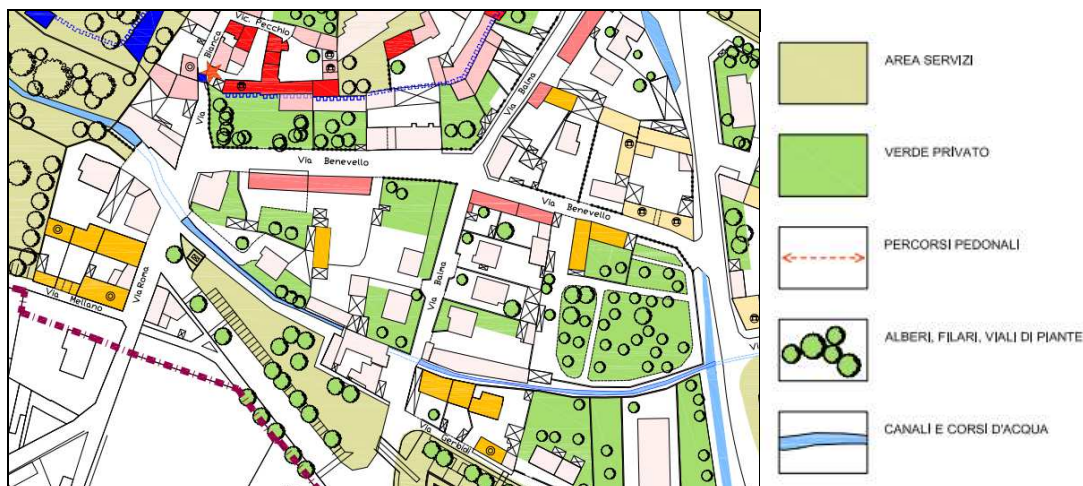 Vic. Pecchio
Bianca
Via
Via Balma
Via Benevello
Via Benevello
Via Balma
Via Roma
Via Mellano
Via Gerbidi
AREA SERVIZI
VERDE PRIVATO
PERCORSI PEDONALI
ALBERI, FILARI, VIALI DI PIANTE
CANALI E CORSI D'ACQUA